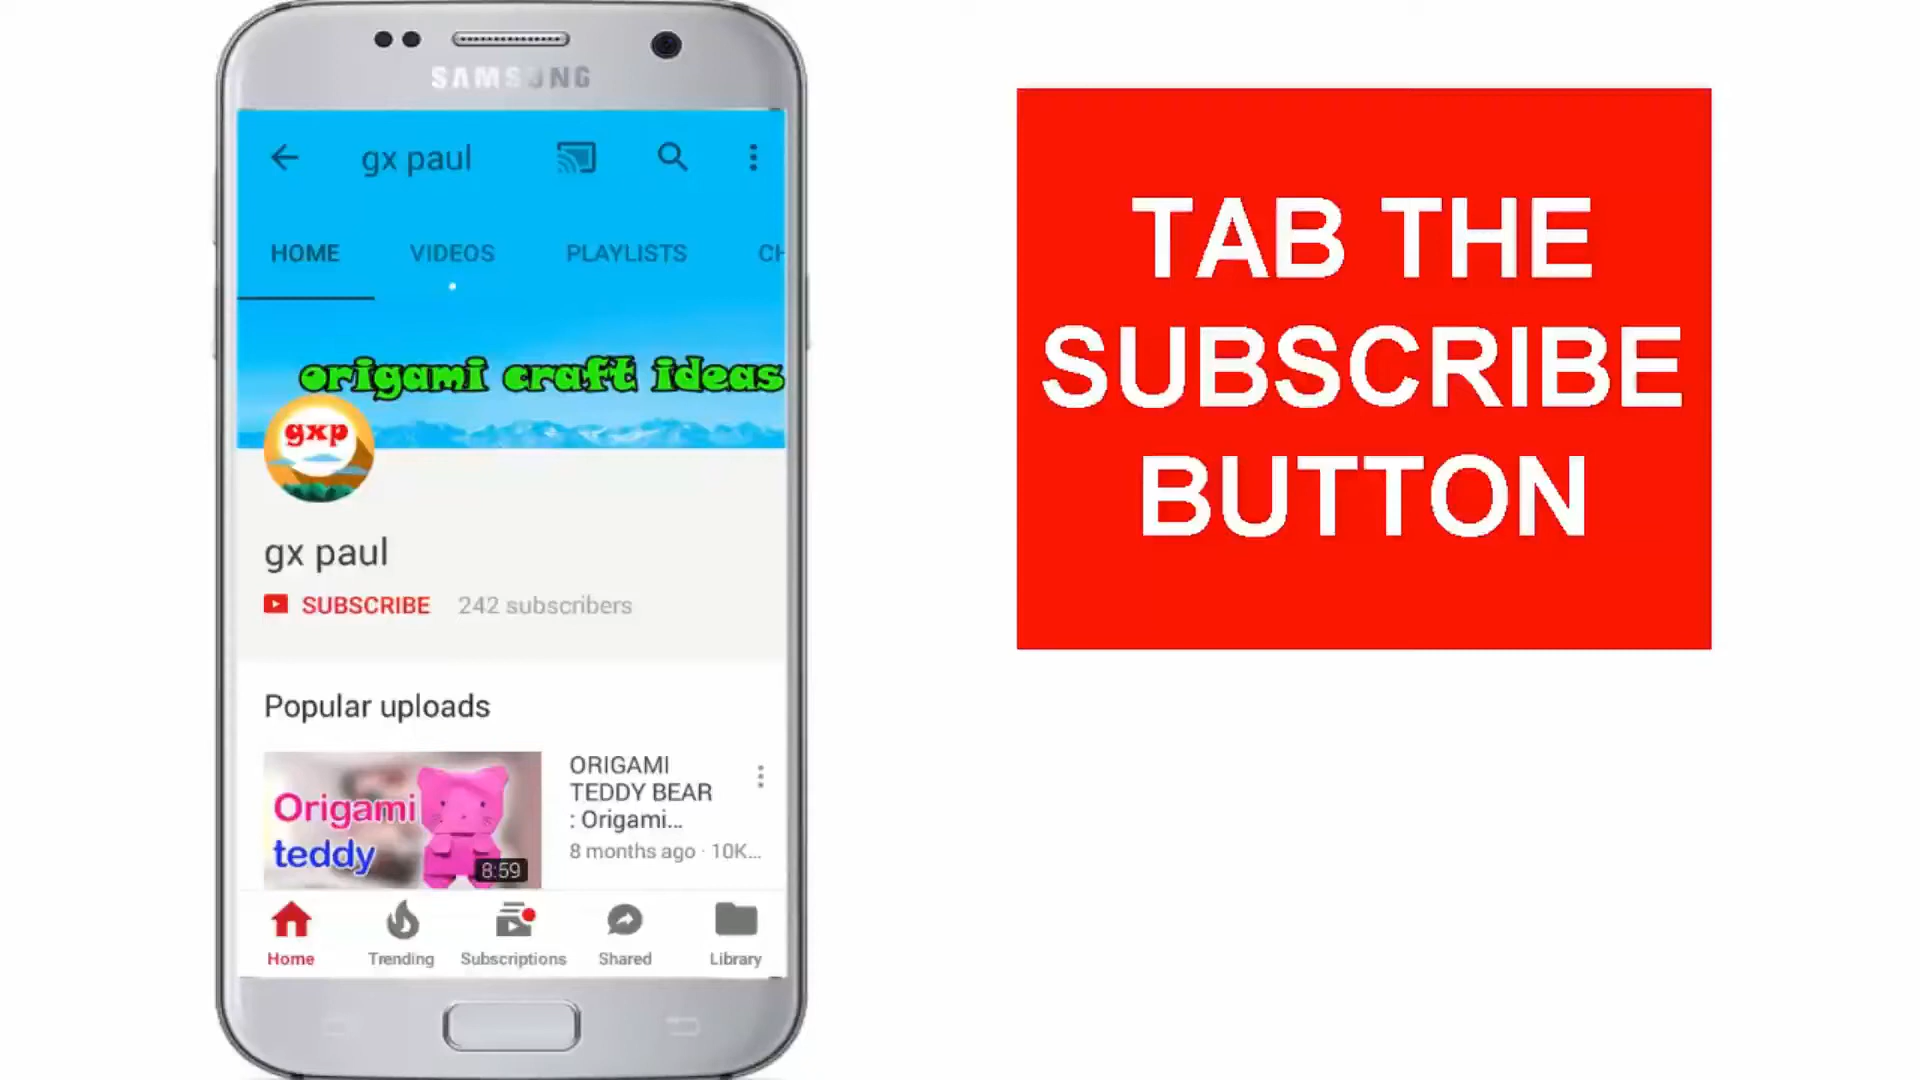 SAMSUNG
gx paul
HOME VIDEOS PLAYLISTS CH
origami craft ideas
gxp
gx paul
SUBSCRIBE 242 subscribers
Popular uploads
Origami
teddy
8:59
ORIGAMI
TEDDY BEAR
: Origami...
8 months ago · 10K...
Home Trending Subscriptions Shared Library
TAB THE
SUBSCRIBE
BUTTON